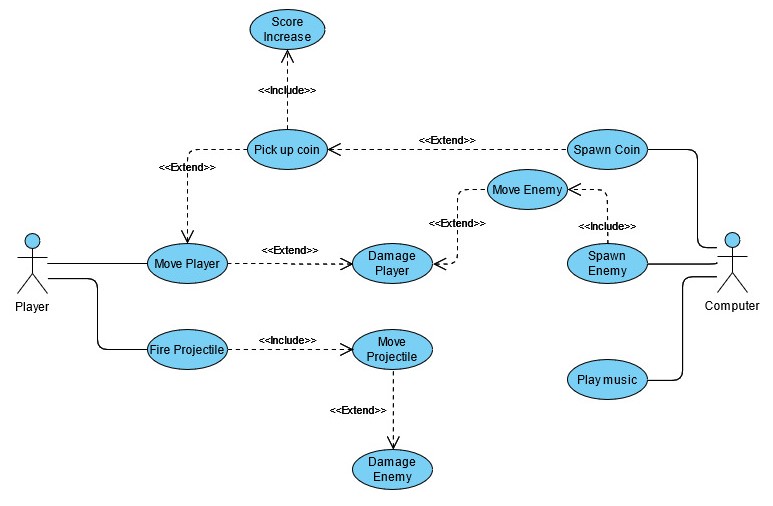 Score
Increase
<<Include>>
Pick up coin
<<Extend>>
Spawn Coin
<<Extend>>
Move Enemy
<<Extend>>
<<Include>>
Player
Move Player
<<Extend>>
Damage
Player
Spawn
Enemy
Computer
Fire Projectile
<<Include>>
Move
Projectile
Play music
<<Extend>>
Damage
Enemy